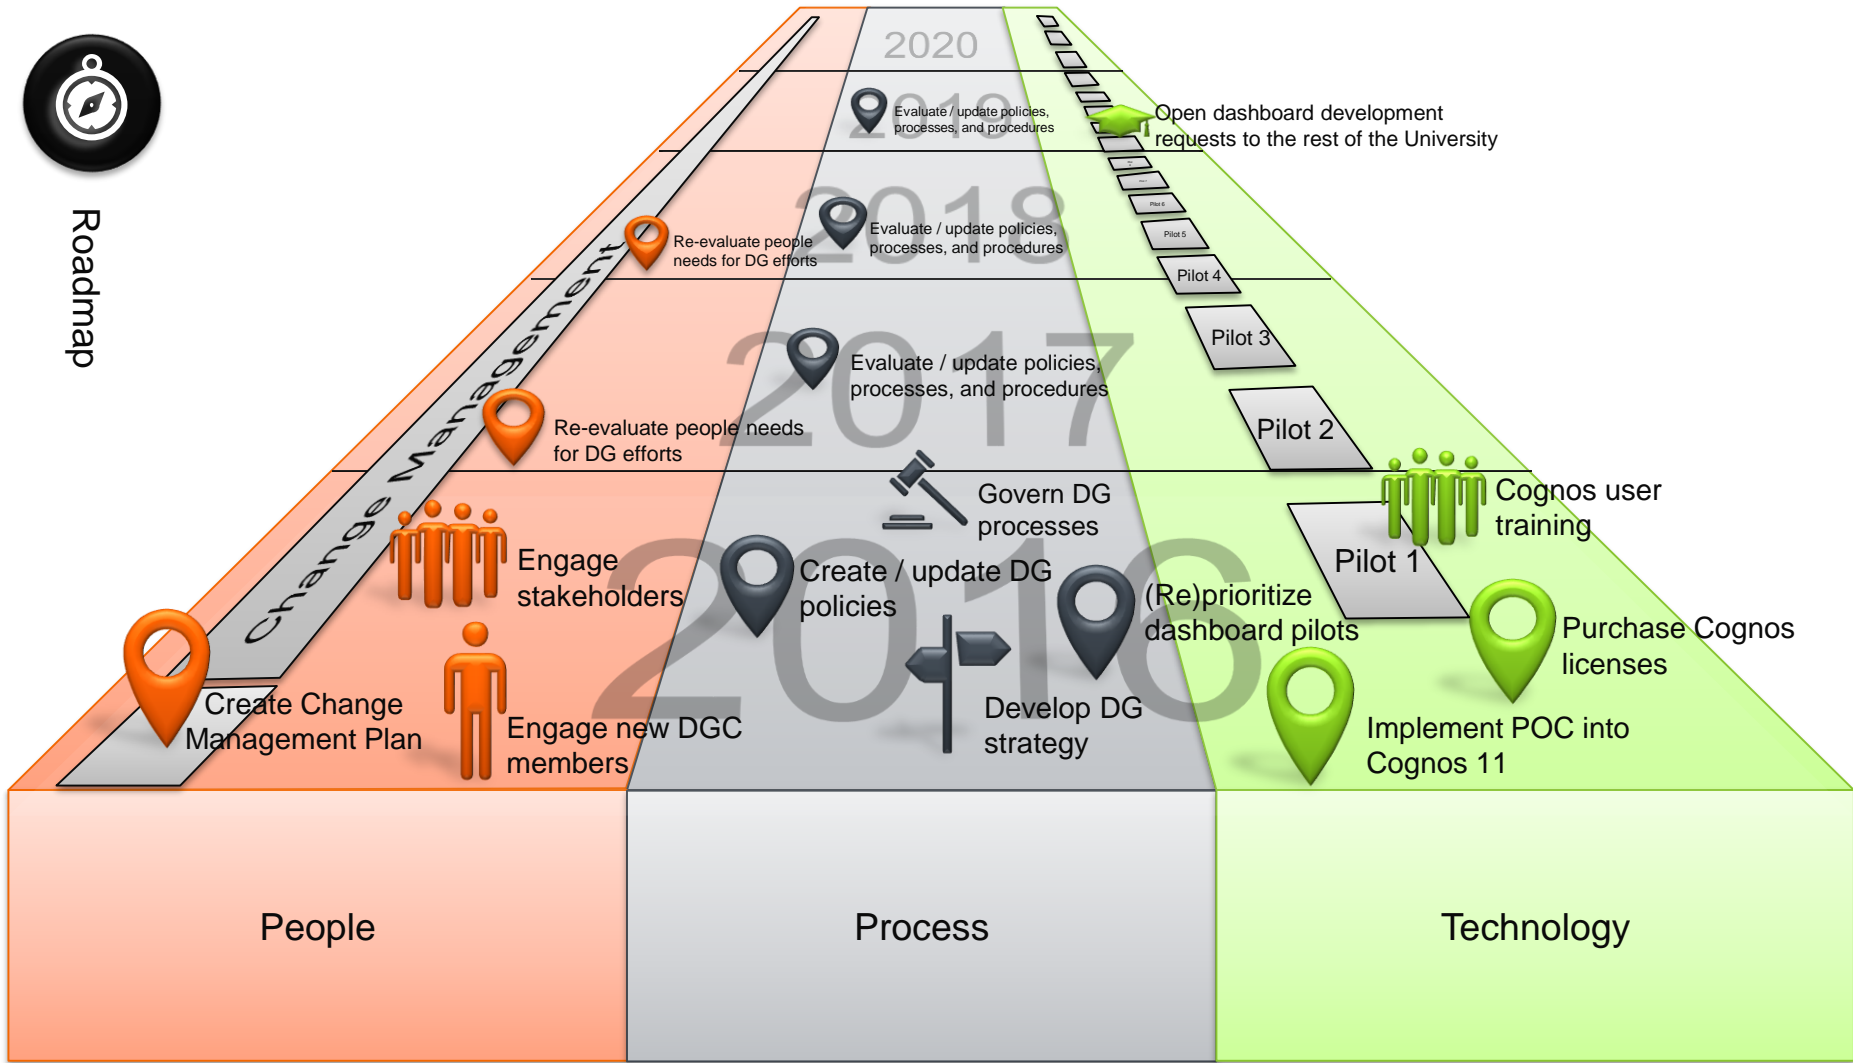 Roadmap
2020
2019
Evaluate / update policies,
processes, and procedures
Open dashboard development
requests to the rest of the University
2018
Evaluate / update policies,
processes, and procedures
Re-evaluate people
needs for DG efforts
Pilot 6
Pilot 5
Pilot 4
2017
Evaluate / update policies,
processes, and procedures
Re-evaluate people needs
for DG efforts
Pilot 3
Pilot 2
Change Management
2016
Govern DG
processes
Cognos user
training
Pilot 1
Engage
stakeholders
Create / update DG
policies
(Re)prioritize
dashboard pilots
Purchase Cognos
licenses
Create Change
Management Plan
Engage new DGC
members
Develop DG
strategy
Implement POC into
Cognos 11
People
Process
Technology